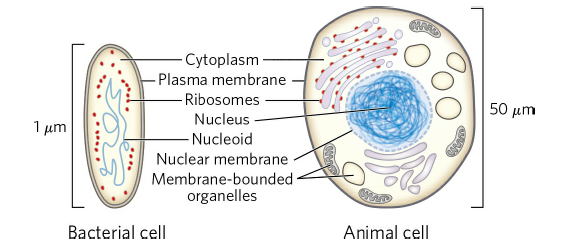 Cytoplasm
Plasma membrane
Ribosomes
Nucleus
Nucleoid
Nuclear membrane
Membrane-bounded
organelles
1 μm
50 μm
Bacterial cell
Animal cell